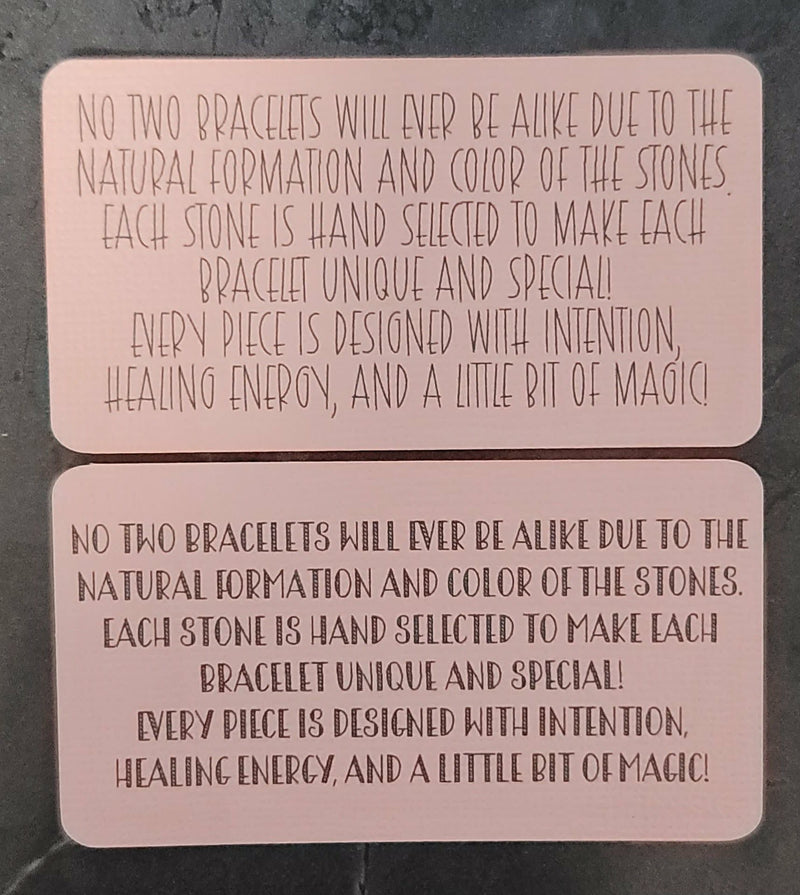 NO TWO BRACELETS WILL EVER BE ALIKE DUE TO THE
NATURAL FORMATION AND COLOR OF THE STONES.
EACH STONE IS HAND SELECTED TO MAKE EACH
BRACELET UNIQUE AND SPECIAL!
EVERY PIECE IS DESIGNED WITH INTENTION,
HEALING ENERGY, AND A LITTLE BIT OF MAGIC!
NO TWO BRACELETS WILL EVER BE ALIKE DUE TO THE
NATURAL FORMATION AND COLOR OF THE STONES.
EACH STONE IS HAND SELECTED TO MAKE EACH
BRACELET UNIQUE AND SPECIAL!
EVERY PIECE IS DESIGNED WITH INTENTION,
HEALING ENERGY, AND A LITTLE BIT OF MAGIC!